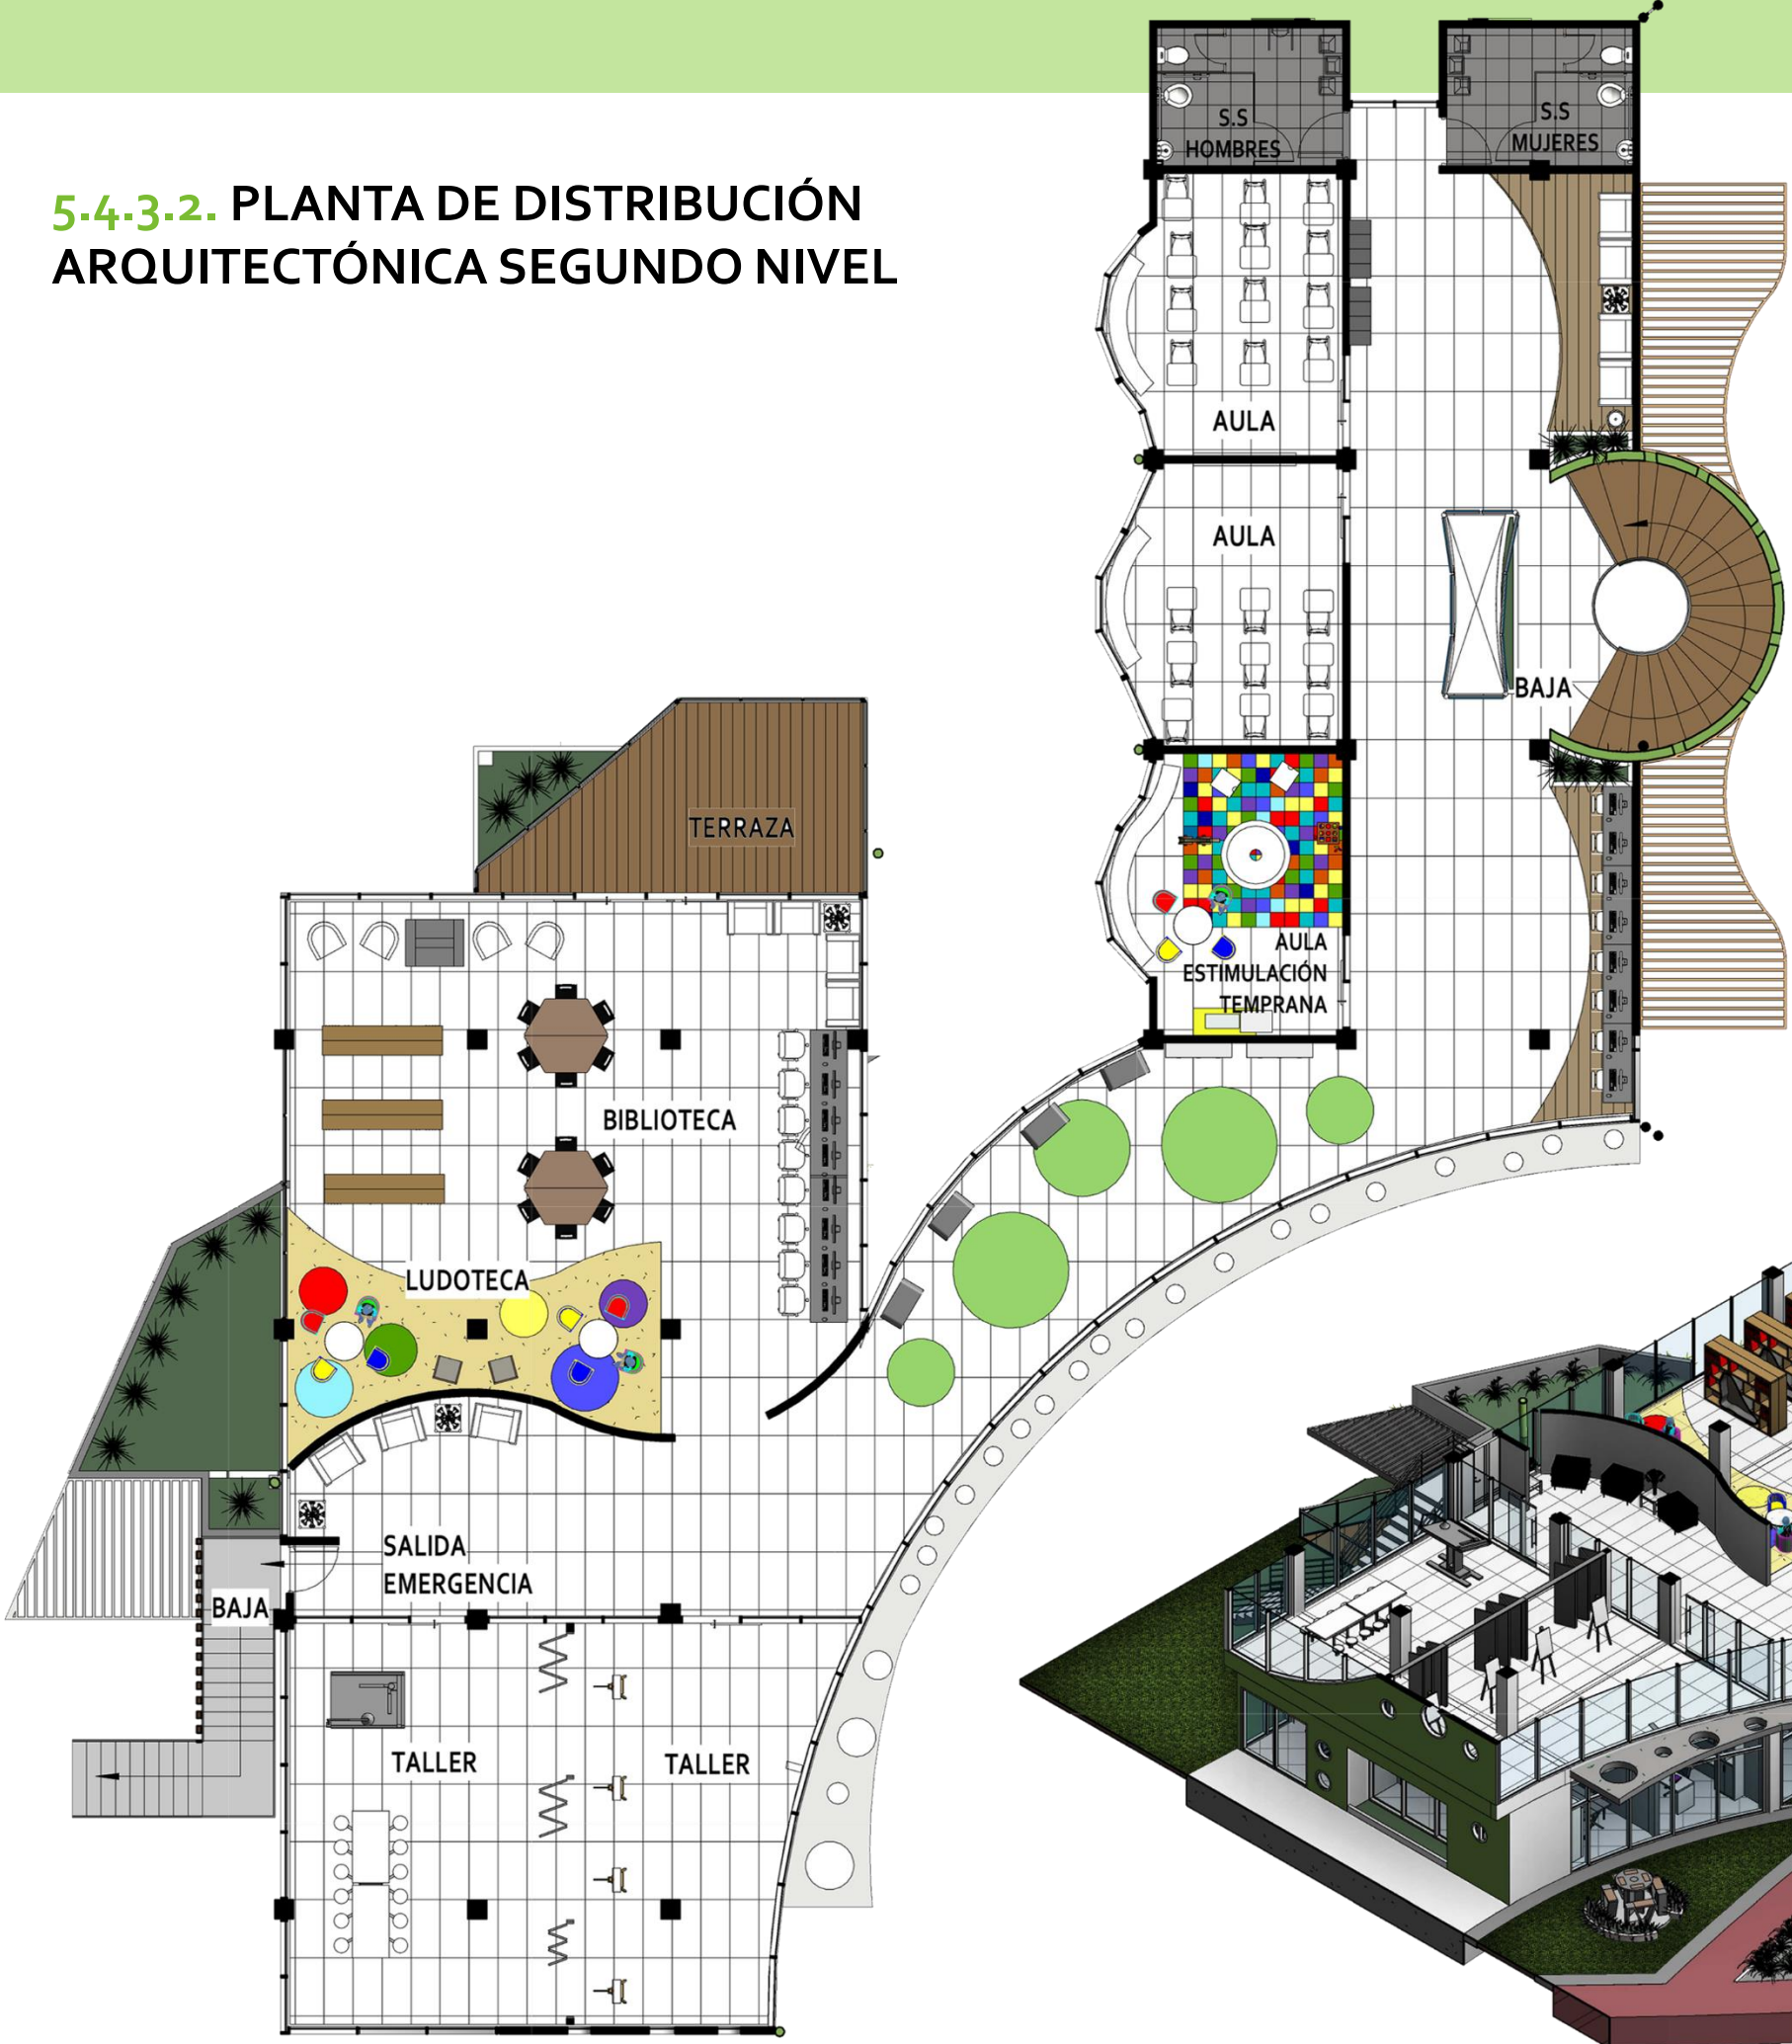 5.4.3.2. PLANTA DE DISTRIBUCIÓN
ARQUITECTÓNICA SEGUNDO NIVEL
S.S
HOMBRES
S.S
MUJERES
AULA
AULA
BAJA
TERRAZA
AULA
ESTIMULACIÓN
TEMPRANA
BIBLIOTECA
LUDOTECA
SALIDA
EMERGENCIA
BAJA
TALLER
TALLER